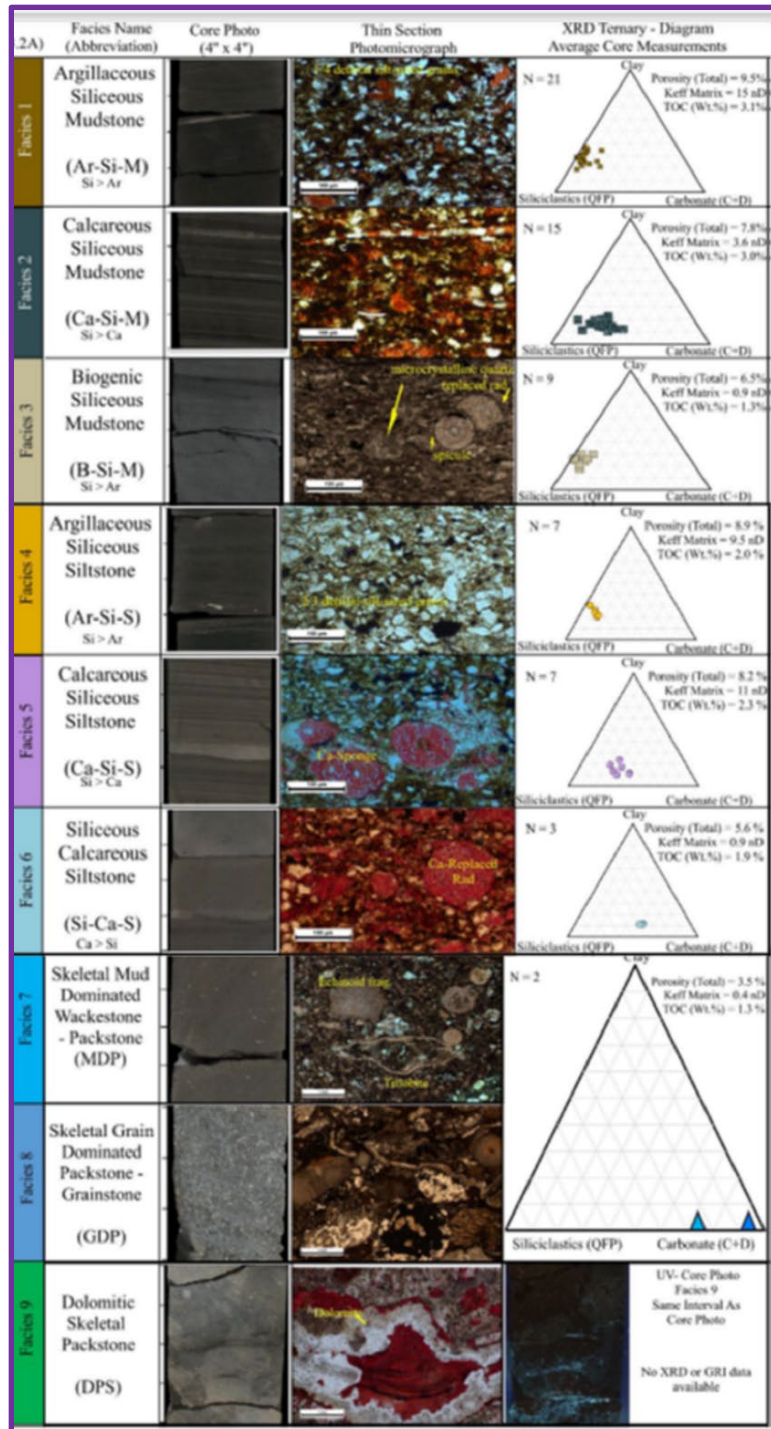 .2A)
Facies Name
(Abbreviation)
Core Photo
(4" x 4")
Thin Section
Photomicrograph
XRD Ternary - Diagram
Average Core Measurements
Facies 1
Argillaceous
Siliceous
Mudstone
(Ar-Si-M)
Si > Ar
N = 21
Clay
Porosity (Total) = 9.5%
Keff Matrix = 15 nD
TOC (Wt.%) = 3.1%
Siliciclastics (QFP)
Carbonate (C+D)
Facies 2
Calcareous
Siliceous
Mudstone
(Ca-Si-M)
Si > Ca
N = 15
Clay
Porosity (Total) = 7.8%
Keff Matrix = 3.6 nD
TOC (Wt.%) = 3.0%
Siliciclastics (QFP)
Carbonate (C+D)
Facies 3
Biogenic
Siliceous
Mudstone
(B-Si-M)
Si > Ar
microcrystalline quartz
replaced rad.
spicule
N = 9
Porosity (Total) = 6.5%
Keff Matrix = 0.9 nD
TOC (Wt.%) = 1.3%
Siliciclastics (QFP)
Carbonate (C+D)
Facies 4
Argillaceous
Siliceous
Siltstone
(Ar-Si-S)
Si > Ar
N = 7
Clay
Porosity (Total) = 8.9 %
Keff Matrix = 9.5 nD
TOC (Wt.%) = 2.0 %
Siliciclastics (QFP)
Carbonate (C+D)
Facies 5
Calcareous
Siliceous
Siltstone
(Ca-Si-S)
Si > Ca
Ca-Sponge
N = 7
Clay
Porosity (Total) = 8.2 %
Keff Matrix = 11 nD
TOC (Wt.%) = 2.3 %
Siliciclastics (QFP)
Carbonate (C+D)
Facies 6
Siliceous
Calcareous
Siltstone
(Si-Ca-S)
Ca > Si
Ca-Replaced
Rad
N = 3
Clay
Porosity (Total) = 5.6 %
Keff Matrix = 0.9 nD
TOC (Wt.%) = 1.9 %
Siliciclastics (QFP)
Carbonate (C+D)
Facies 7
Skeletal Mud
Dominated
Wackestone
- Packstone
(MDP)
Echinoid frag.
Trilobite
N = 2
Clay
Porosity (Total) = 3.5 %
Keff Matrix = 0.4 nD
TOC (Wt.%) = 1.3 %
Facies 8
Skeletal Grain
Dominated
Packstone -
Grainstone
(GDP)
Siliciclastics (QFP)
Carbonate (C+D)
Facies 9
Dolomitic
Skeletal
Packstone
(DPS)
Dolomite
UV- Core Photo
Facies 9
Same Interval As
Core Photo
No XRD or GRI data
available